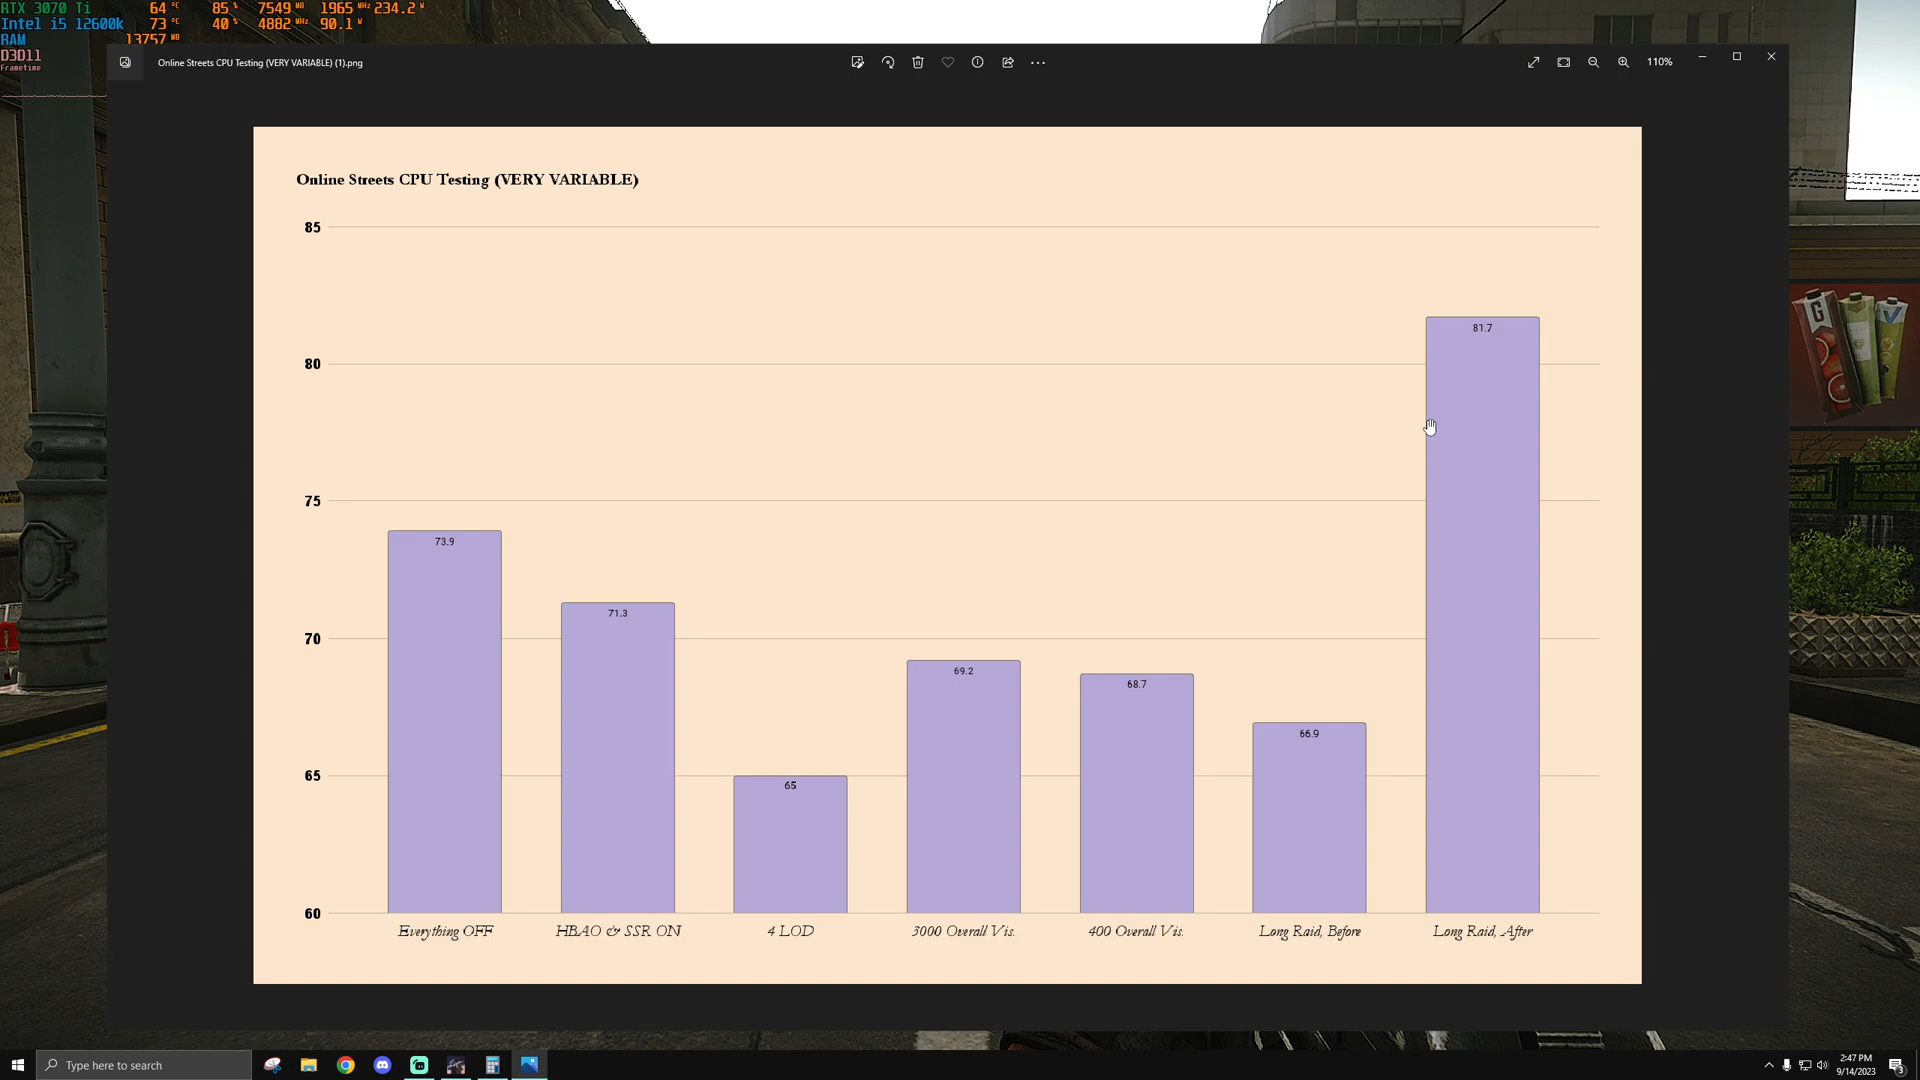 RTX 3070 Ti 64 °C 85 % 7549 MB 1965 MHz 234.2 W
Intel i5 12600k 73 °C 40 % 4882 MHz 90.1 W
RAM 13757 MB
D3D11
Frametime
Online Streets CPU Testing (VERY VARIABLE) (1).png
110%
Online Streets CPU Testing (VERY VARIABLE)
85
80
75
70
65
60
73.9
71.3
65
69.2
68.7
66.9
81.7
Everything OFF
HBAO & SSR ON
4 LOD
3000 Overall Vis.
400 Overall Vis.
Long Raid, Before
Long Raid, After
G
V
Type here to search
2:47 PM
9/14/2023
3